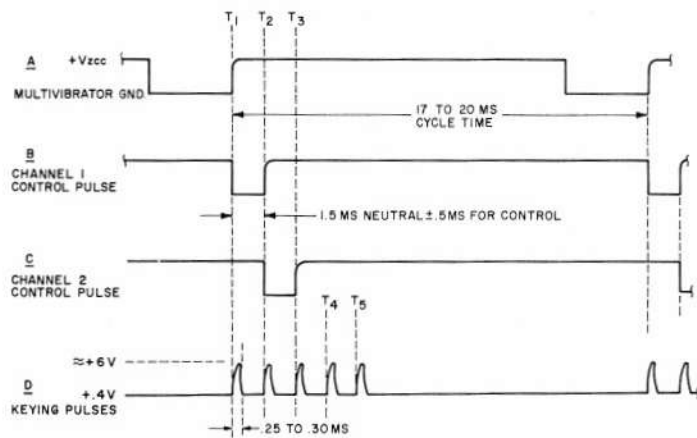 T1 T2 T3
A +Vzcc
MULTIVIBRATOR GND.
17 TO 20 MS
CYCLE TIME
B
CHANNEL 1
CONTROL PULSE
1.5 MS NEUTRAL ±.5MS FOR CONTROL
C
CHANNEL 2
CONTROL PULSE
T4 T5
≈+6V
D +.4V
KEYING PULSES
.25 TO .30 MS